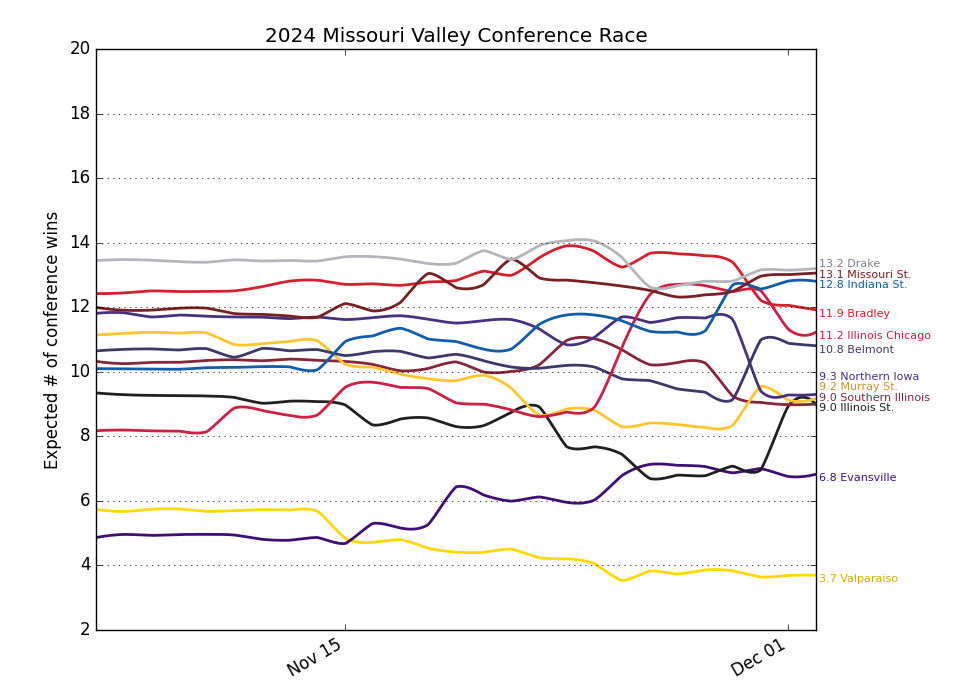 2024 Missouri Valley Conference Race
Expected # of conference wins
20
18
16
14
12
10
8
6
4
2
Nov 15
Dec 01
13.2 Drake
13.1 Missouri St.
12.8 Indiana St.
11.9 Bradley
11.2 Illinois Chicago
10.8 Belmont
9.3 Northern Iowa
9.2 Murray St.
9.0 Southern Illinois
9.0 Illinois St.
6.8 Evansville
3.7 Valparaiso